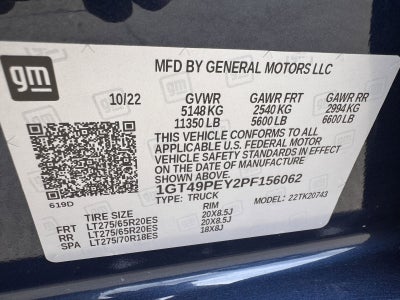 gm
MFD BY GENERAL MOTORS LLC
10/22 GVWR GAWR FRT GAWR RR
5148 KG 2540 KG 2994 KG
11350 LB 5600 LB 6600 LB
THIS VEHICLE CONFORMS TO ALL
APPLICABLE U.S. FEDERAL MOTOR
VEHICLE SAFETY STANDARDS IN EFFECT
ON THE DATE OF MANUFACTURE SHOWN ABOVE.
1GT49PEY2PF156062
619D
TYPE: TRUCK MODEL: 22TK20743
TIRE SIZE RIM
FRT LT275/65R20ES 20X8.5J
RR LT275/65R20ES 20X8.5J
SPA LT275/70R18ES 18X8J